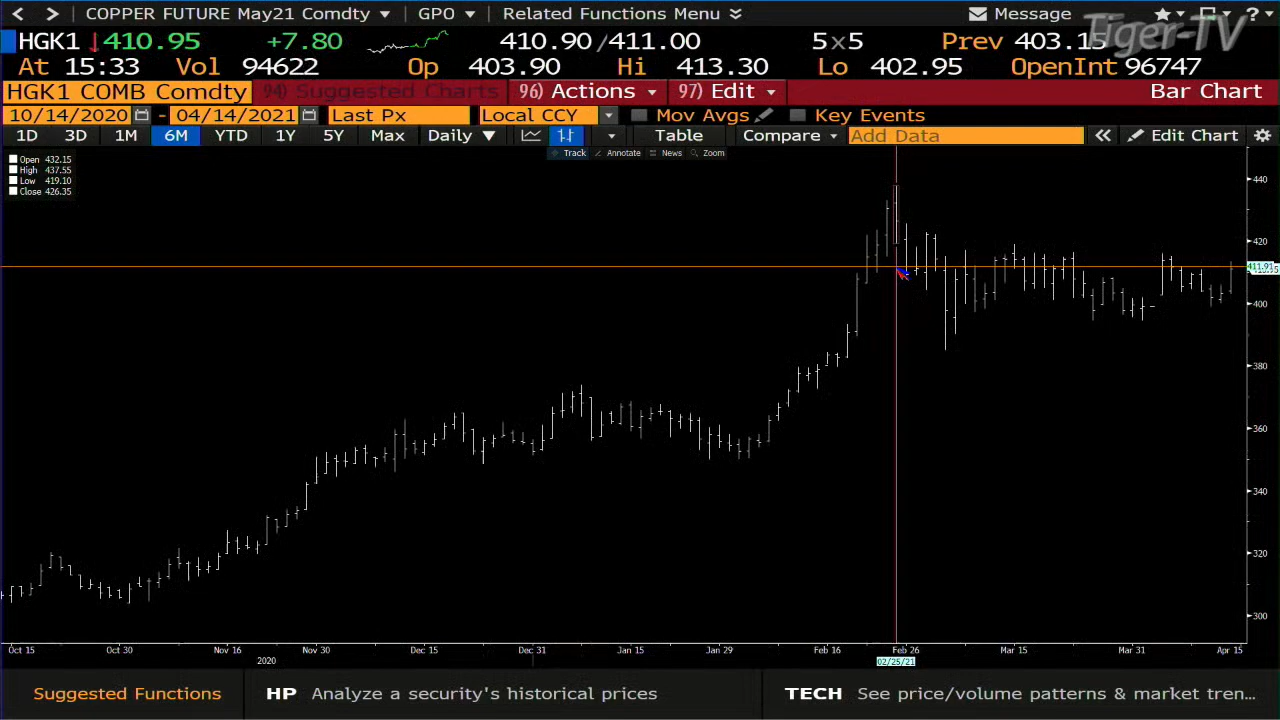 COPPER FUTURE May21 Comdty GPO Related Functions Menu Message ?
Tiger-TV
HGK1 410.95 +7.80 410.90/411.00 5x5 Prev 403.15
At 15:33 Vol 94622 Op 403.90 Hi 413.30 Lo 402.95 OpenInt 96747
HGK1 COMB Comdty 94) Suggested Charts 96) Actions 97) Edit Bar Chart
10/14/2020 - 04/14/2021 Last Px Local CCY Mov Avgs Key Events
1D 3D 1M 6M YTD 1Y 5Y Max Daily Table Compare Add Data Edit Chart
Track Annotate News Zoom
Open 432.15
High 437.55
Low 419.10
Close 426.35
440
420
411.91
400
380
360
340
320
300
Oct 15 Oct 30 Nov 16 Nov 30 Dec 15 Dec 31 Jan 15 Jan 29 Feb 16 Feb 26 Mar 15 Mar 31 Apr 15
2020 02/25/21
Suggested Functions HP Analyze a security's historical prices TECH See price/volume patterns & market tren...